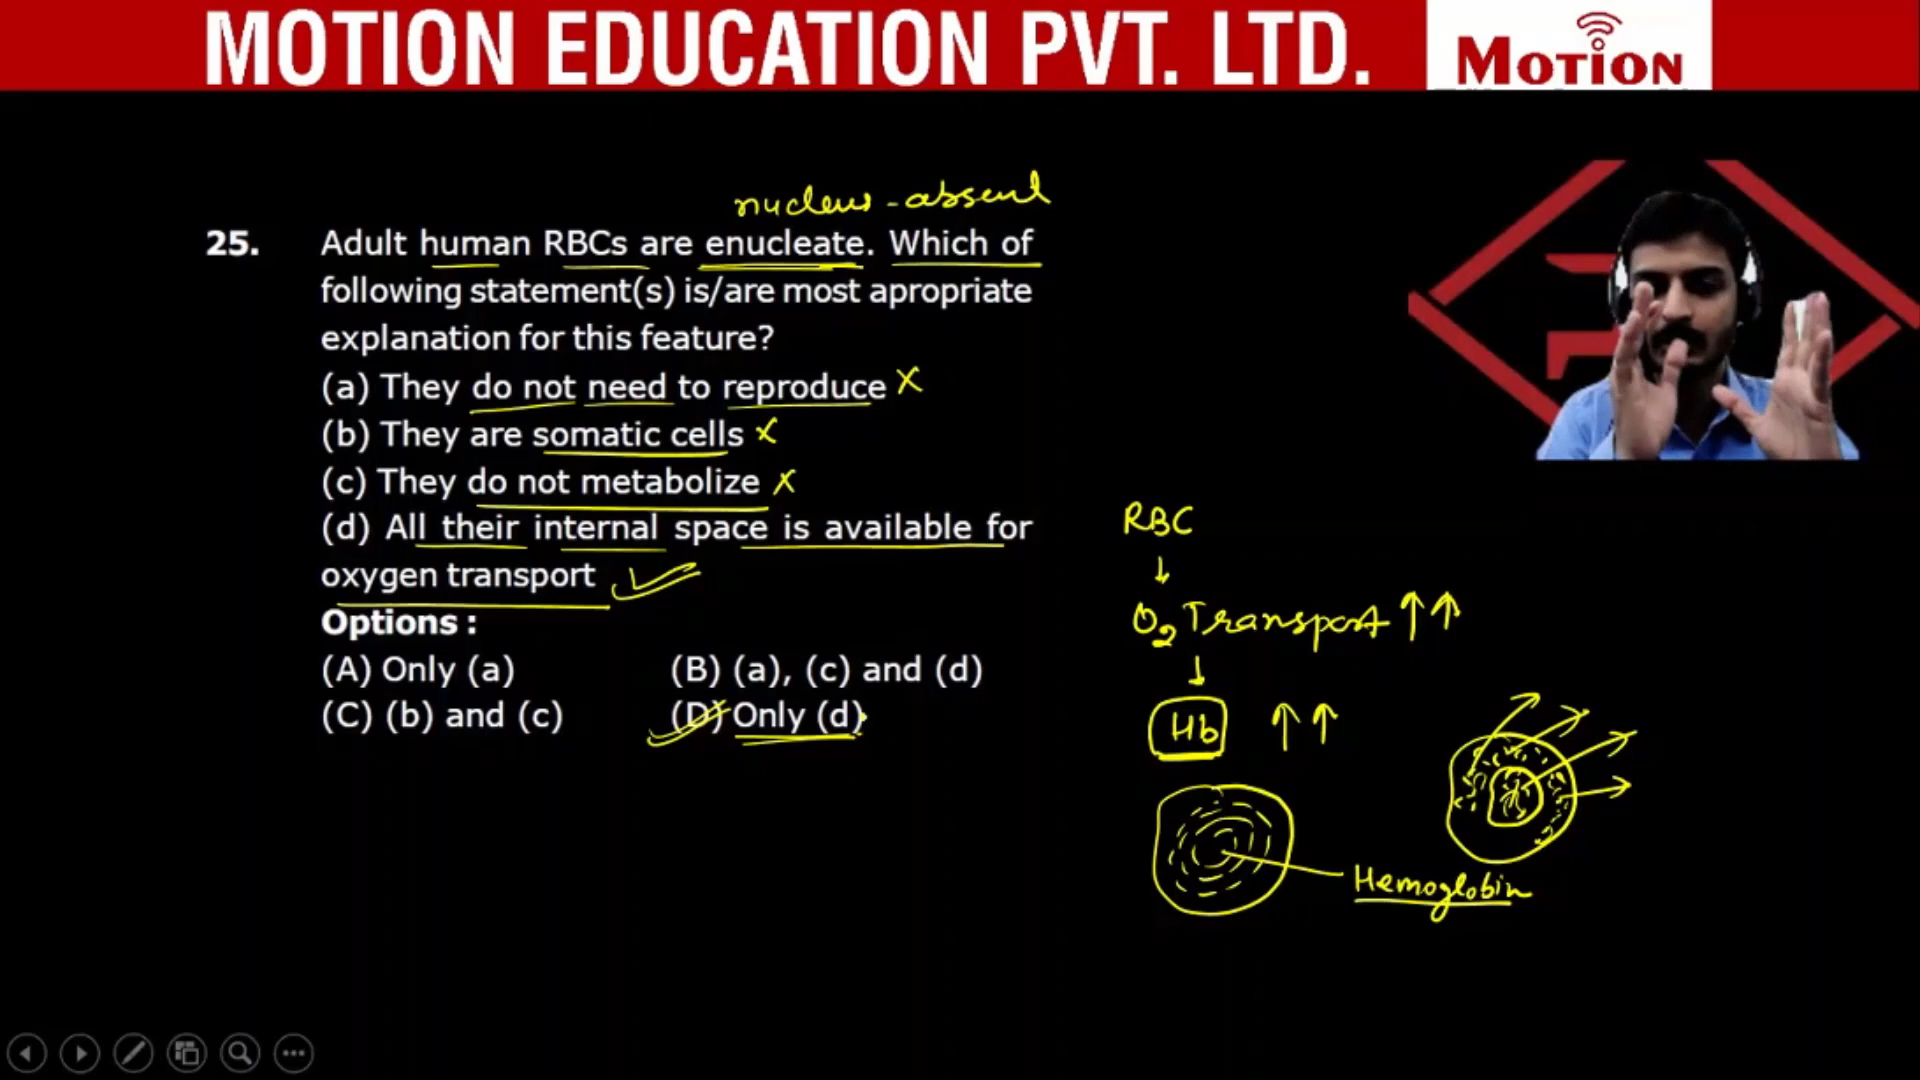 MOTION EDUCATION PVT. LTD.
MOTION
nucleus - absent
25. Adult human RBCs are enucleate. Which of
following statement(s) is/are most apropriate
explanation for this feature?
(a) They do not need to reproduce ×
(b) They are somatic cells ×
(c) They do not metabolize ×
(d) All their internal space is available for
oxygen transport ✓
Options :
(A) Only (a) (B) (a), (c) and (d)
(C) (b) and (c) (D) Only (d)
RBC
↓
O₂ Transport ↑↑
↓
Hb ↑↑
Hemoglobin